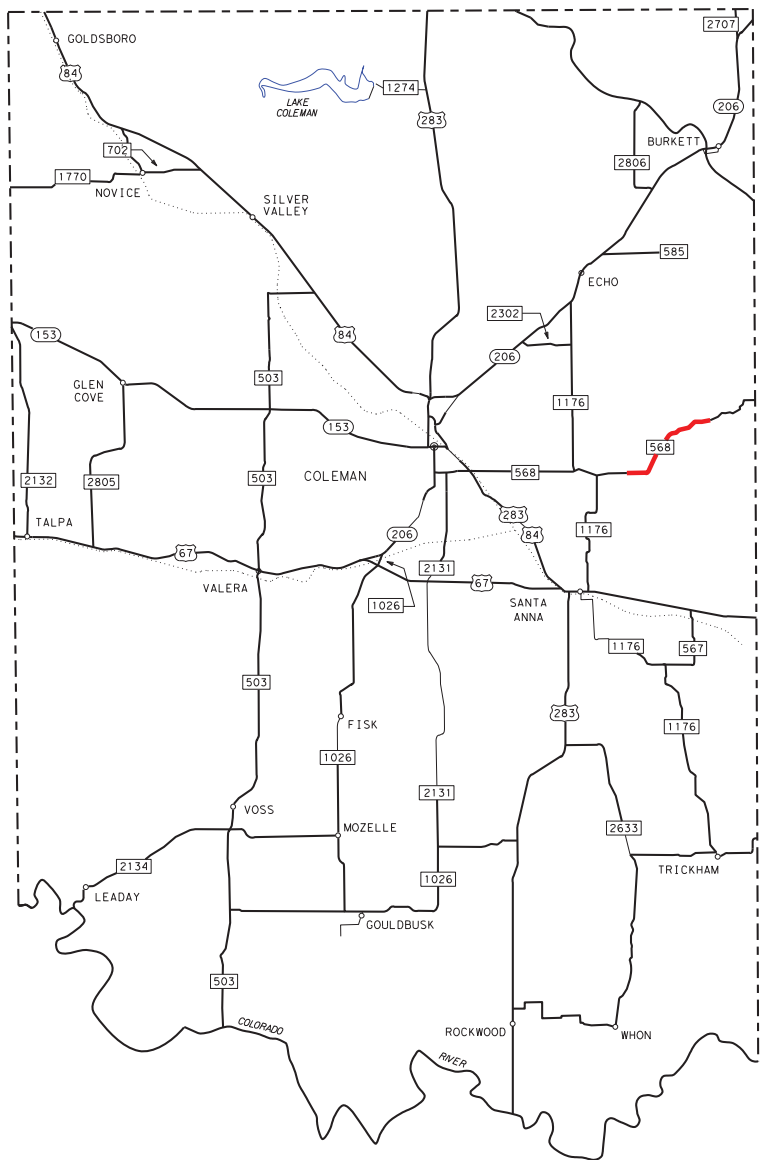 2707
GOLDSBORO
84
1274
LAKE
COLEMAN
206
283
BURKETT
702
2806
1770
NOVICE
SILVER
VALLEY
585
ECHO
2302
153
84
206
503
GLEN
COVE
1176
153
568
COLEMAN
568
503
2132
2805
283
TALPA
1176
206
84
67
2131
VALERA
67
1026
SANTA
ANNA
1176
567
503
283
FISK
1176
1026
2131
VOSS
MOZELLE
2633
2134
TRICKHAM
1026
LEADAY
GOULDBUSK
503
COLORADO
ROCKWOOD
WHON
RIVER